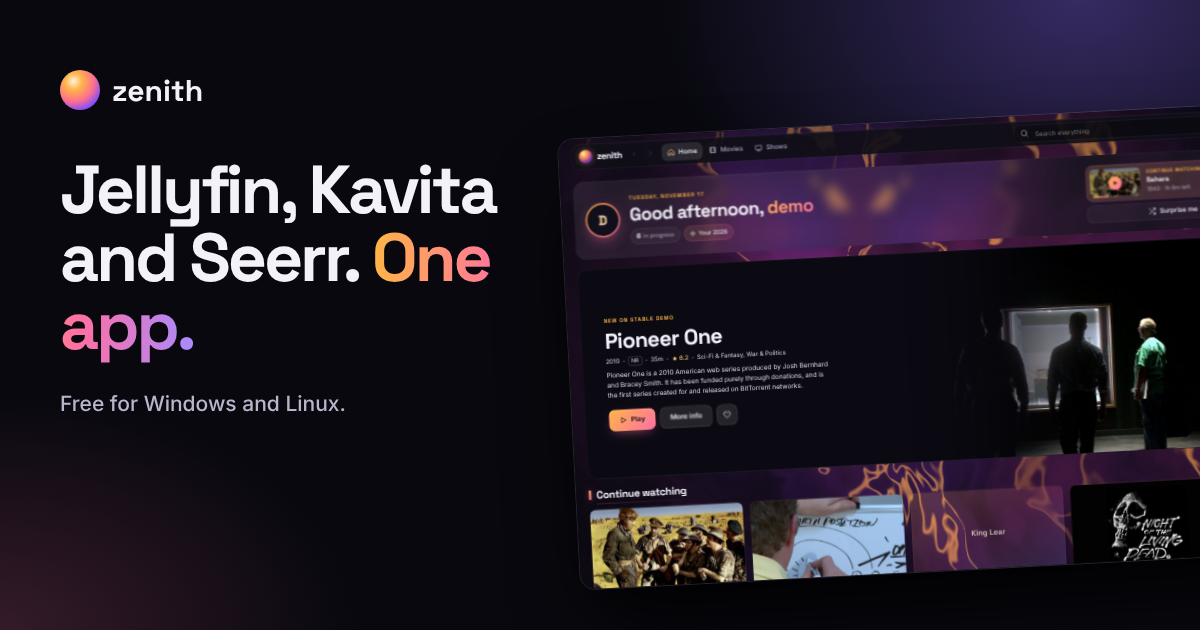 zenith
Jellyfin, Kavita
and Seerr. One
app.
Free for Windows and Linux.
zenith
Home
Movies
Shows
Search everything
TUESDAY, NOVEMBER 17
D
Good afternoon, demo
6 in progress
Your 2026
CONTINUE WATCHING
Sahara
Surprise me
NEW ON STABLE DEMO
Pioneer One
2010 · NR · 35m · ★ 6.2 · Sci-Fi & Fantasy, War & Politics
Pioneer One is a 2010 American web series produced by Josh Bernhard
and Bracey Smith. It has been funded purely through donations, and is
the first series created for and released on BitTorrent networks.
Play
More info
Continue watching
King Lear
NIGHT
OF THE
LIVING
DEAD.